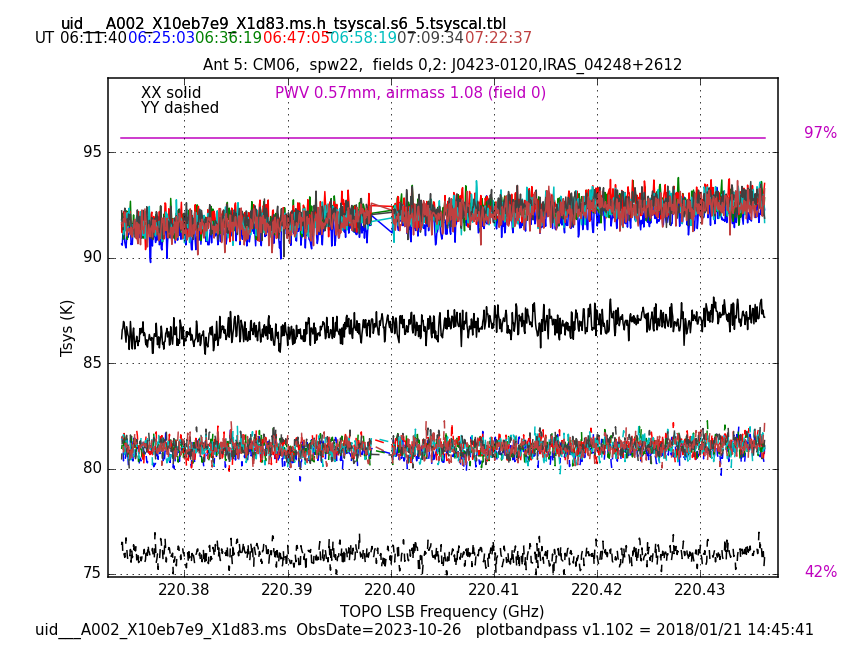 uid___A002_X10eb7e9_X1d83.ms.h_tsyscal.s6_5.tsyscal.tbl
UT 06:11:40 06:25:03 06:36:19 06:47:05 06:58:19 07:09:34 07:22:37
Ant 5: CM06,  spw22,  fields 0,2: J0423-0120,IRAS_04248+2612
XX solid PWV 0.57mm, airmass 1.08 (field 0)
YY dashed
97%
95
90
Tsys (K)
85
80
75
42%
220.38 220.39 220.40 220.41 220.42 220.43
TOPO LSB Frequency (GHz)
uid___A002_X10eb7e9_X1d83.ms  ObsDate=2023-10-26   plotbandpass v1.102 = 2018/01/21 14:45:41